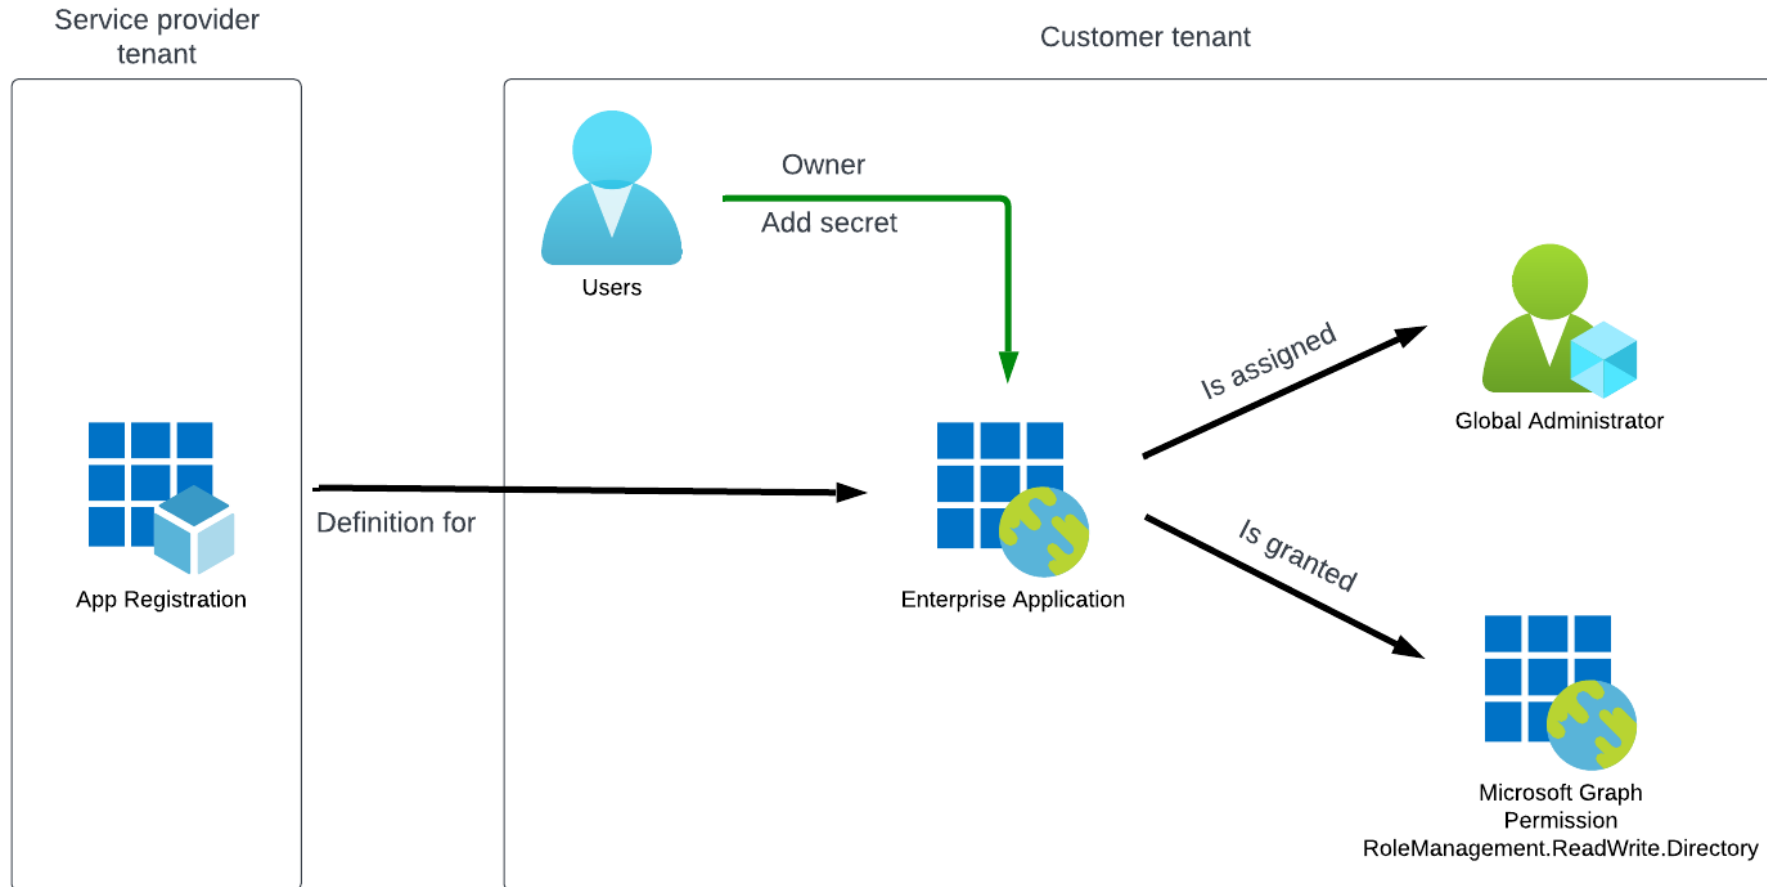 Service provider
tenant
Customer tenant
Owner
Add secret
Users
Is assigned
Global Administrator
Definition for
App Registration
Enterprise Application
Is granted
Microsoft Graph
Permission
RoleManagement.ReadWrite.Directory